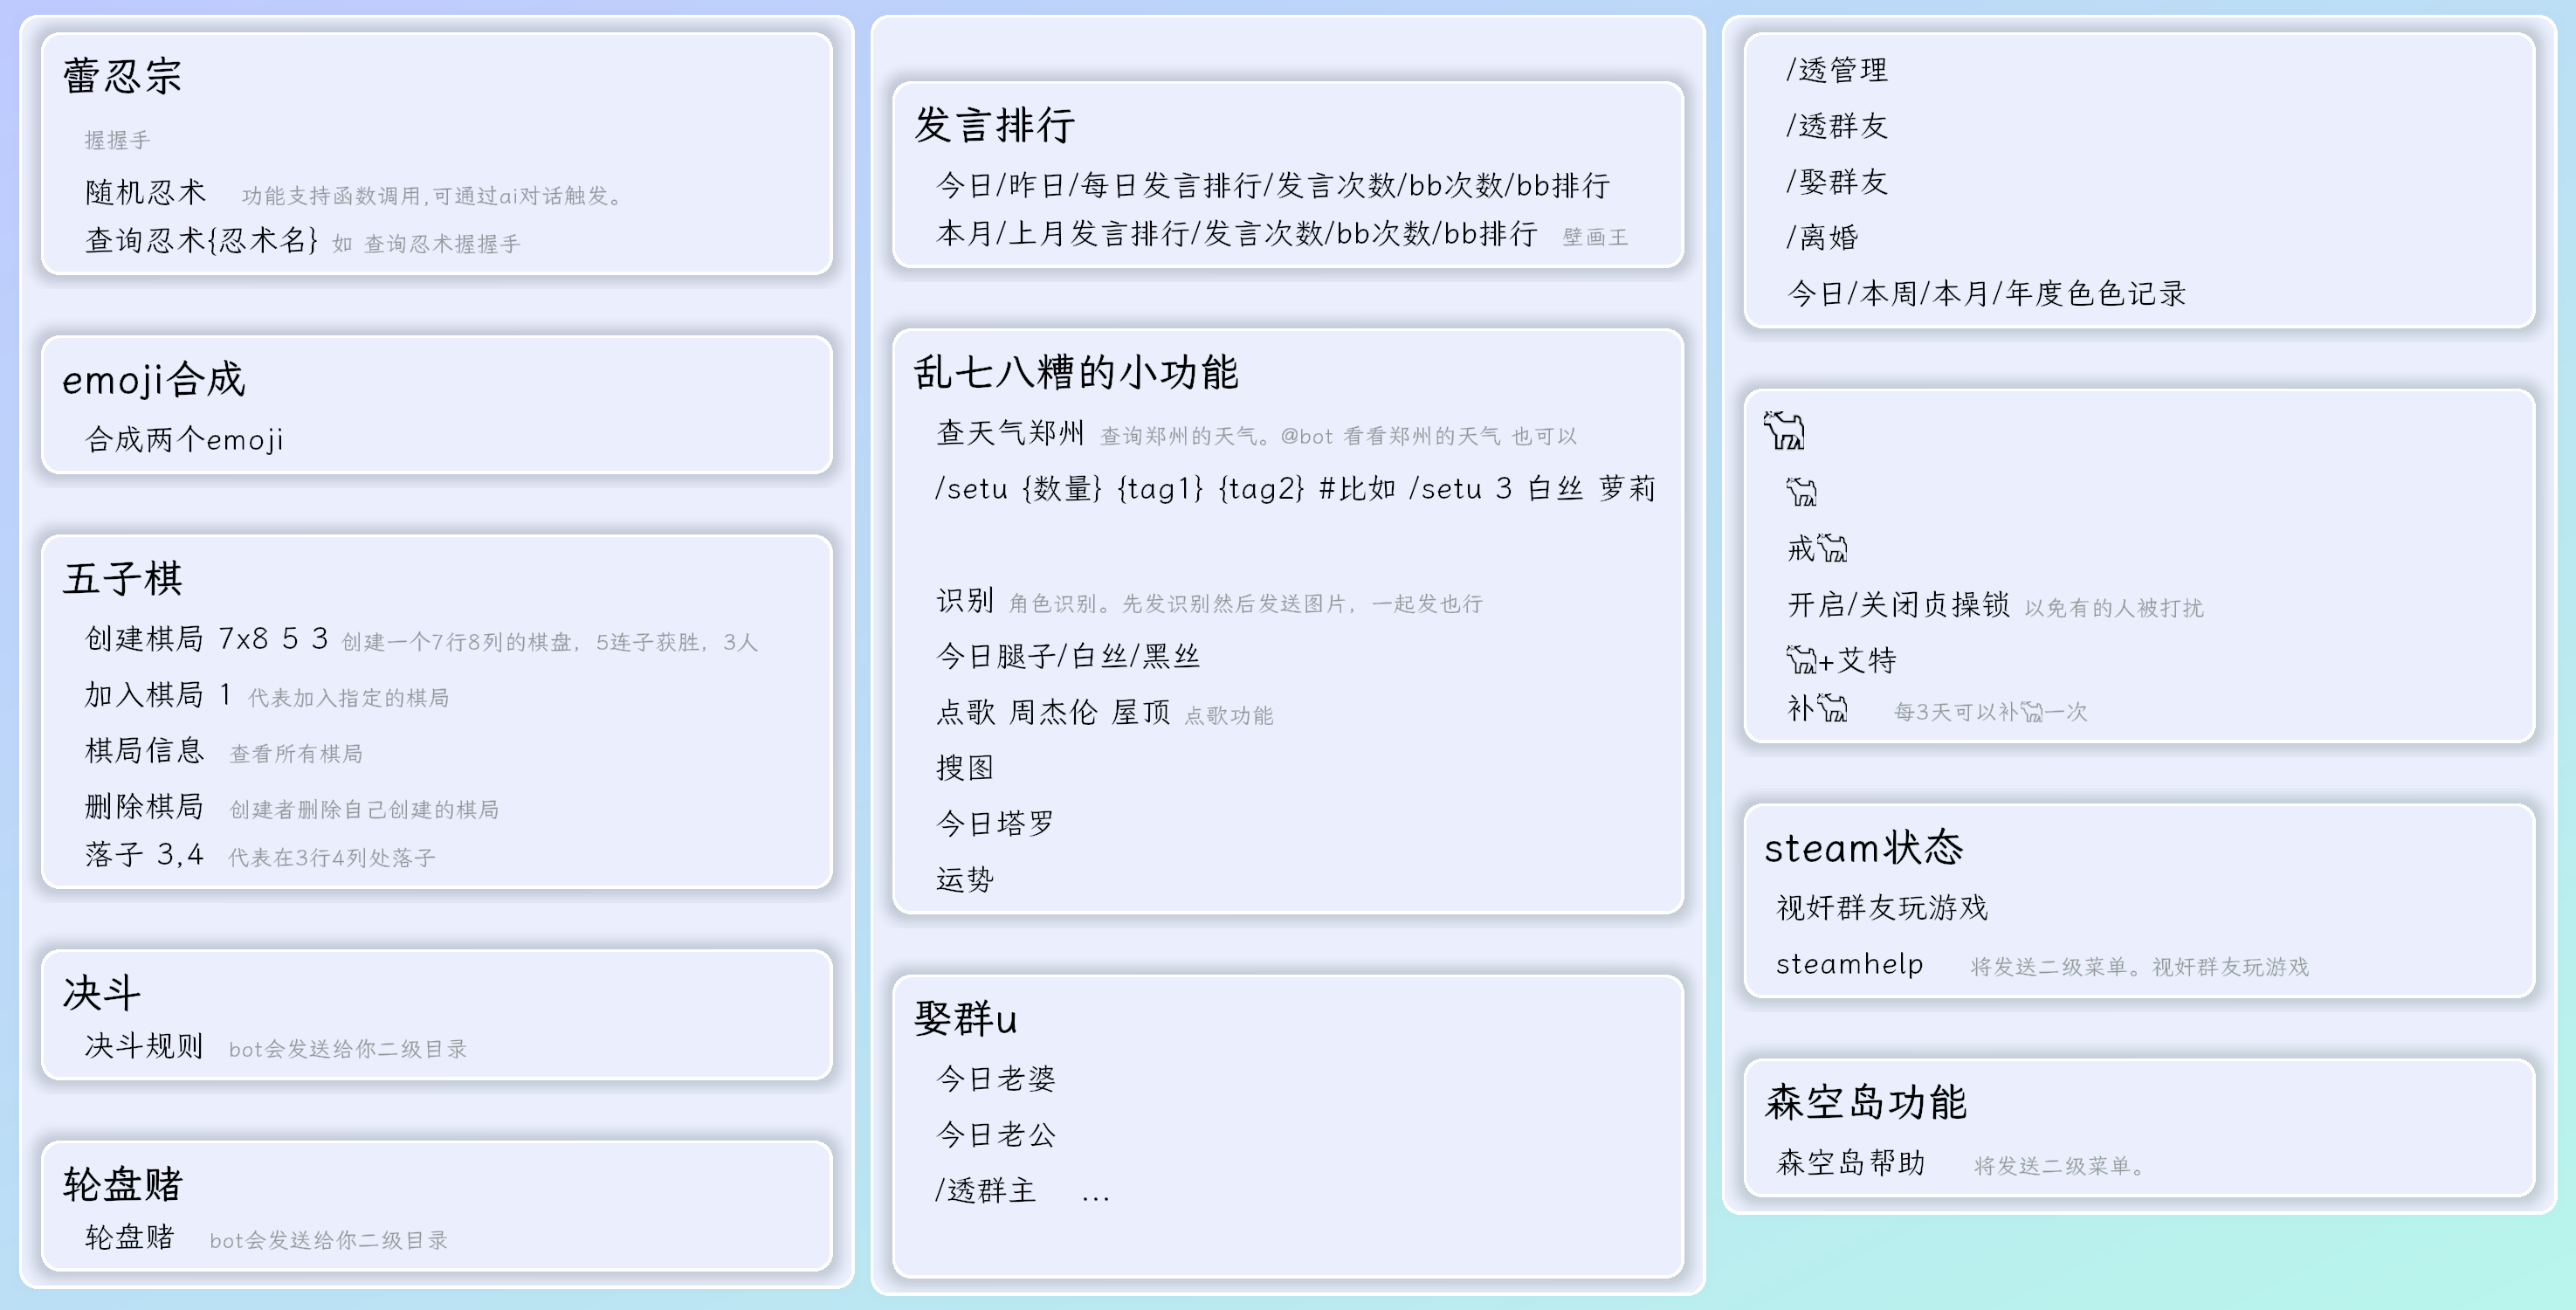 蕾忍宗
握握手
随机忍术 功能支持函数调用,可通过ai对话触发。
查询忍术{忍术名} 如 查询忍术握握手
emoji合成
合成两个emoji
五子棋
创建棋局 7x8 5 3 创建一个7行8列的棋盘，5连子获胜，3人
加入棋局 1 代表加入指定的棋局
棋局信息 查看所有棋局
删除棋局 创建者删除自己创建的棋局
落子 3,4 代表在3行4列处落子
决斗
决斗规则 bot会发送给你二级目录
轮盘赌
轮盘赌 bot会发送给你二级目录
发言排行
今日/昨日/每日发言排行/发言次数/bb次数/bb排行
本月/上月发言排行/发言次数/bb次数/bb排行 壁画王
乱七八糟的小功能
查天气郑州 查询郑州的天气。@bot 看看郑州的天气 也可以
/setu {数量} {tag1} {tag2} #比如 /setu 3 白丝 萝莉
识别 角色识别。先发识别然后发送图片，一起发也行
今日腿子/白丝/黑丝
点歌 周杰伦 屋顶 点歌功能
搜图
今日塔罗
运势
娶群u
今日老婆
今日老公
/透群主 ...
/透管理
/透群友
/娶群友
/离婚
今日/本周/本月/年度色色记录
🦌
🦌
戒🦌
开启/关闭贞操锁 以免有的人被打扰
🦌+艾特
补🦌 每3天可以补🦌一次
steam状态
视奸群友玩游戏
steamhelp 将发送二级菜单。视奸群友玩游戏
森空岛功能
森空岛帮助 将发送二级菜单。